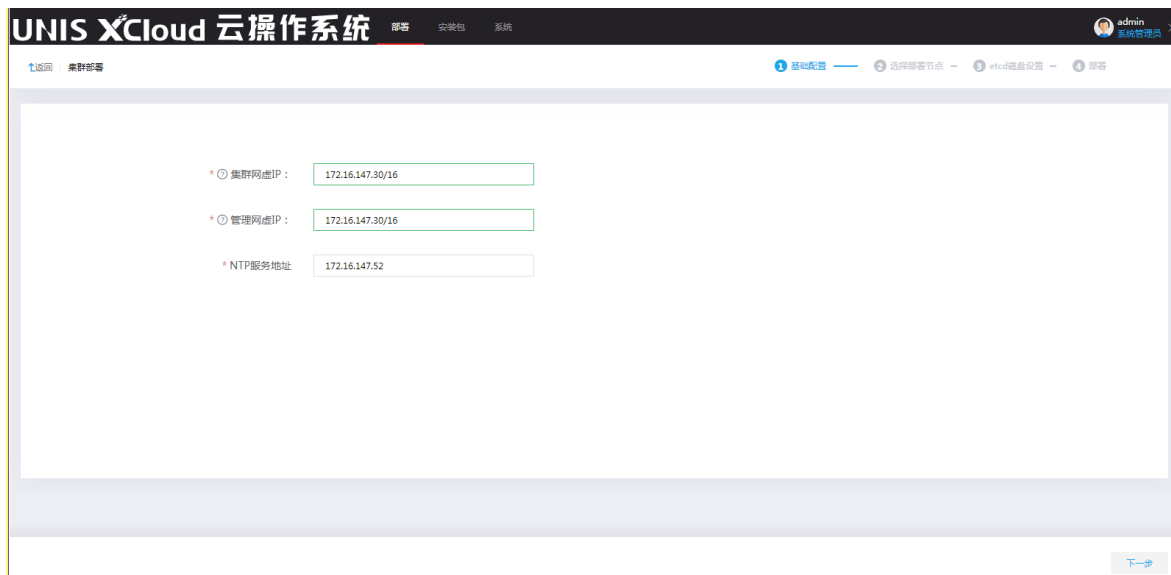 UNIS XCloud 云操作系统 部署 安装包 系统 admin
系统管理员
返回 集群部署 1 基础配置 2 选择部署节点 3 etcd磁盘设置 4 部署
* ? 集群网虚IP： 172.16.147.30/16
* ? 管理网虚IP： 172.16.147.30/16
* NTP服务地址 172.16.147.52
下一步